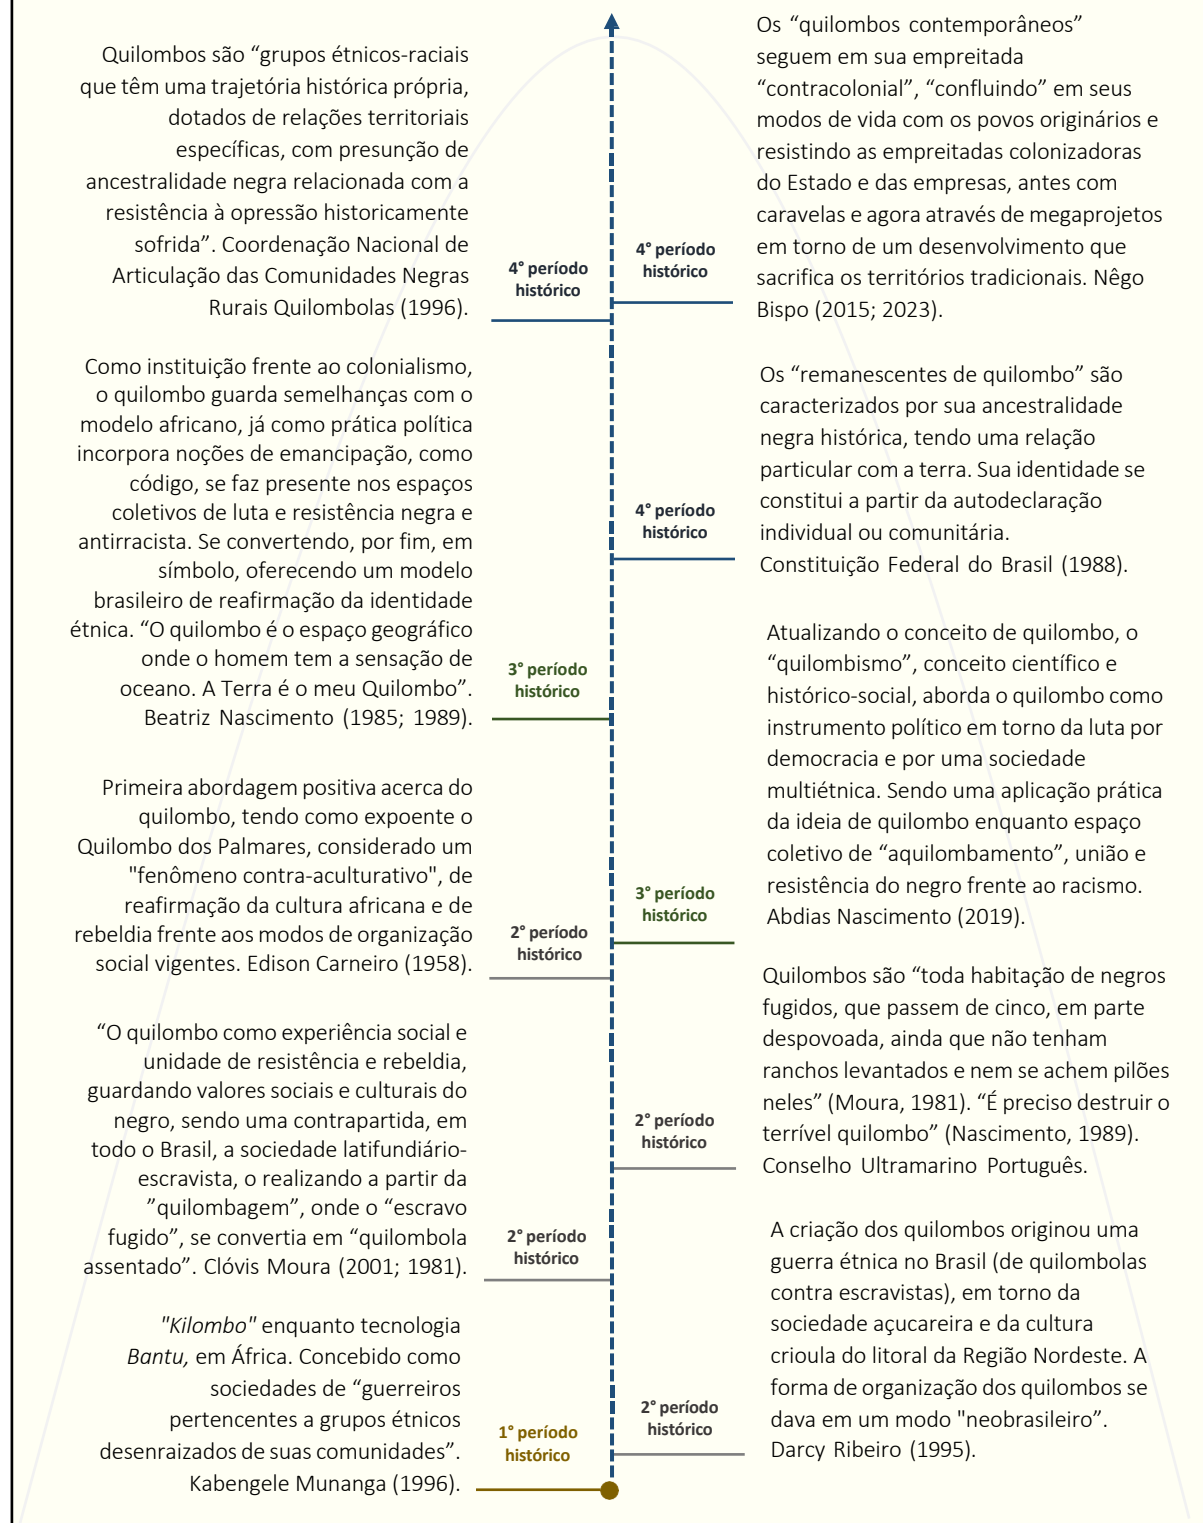 Quilombos são “grupos étnicos-raciais
que têm uma trajetória histórica própria,
dotados de relações territoriais
específicas, com presunção de
ancestralidade negra relacionada com a
resistência à opressão historicamente
sofrida”. Coordenação Nacional de
Articulação das Comunidades Negras
Rurais Quilombolas (1996).
4° período
histórico
Os “quilombos contemporâneos”
seguem em sua empreitada
“contracolonial”, “confluindo” em seus
modos de vida com os povos originários e
resistindo as empreitadas colonizadoras
do Estado e das empresas, antes com
caravelas e agora através de megaprojetos
em torno de um desenvolvimento que
sacrifica os territórios tradicionais. Nêgo
Bispo (2015; 2023).
4° período
histórico
Como instituição frente ao colonialismo,
o quilombo guarda semelhanças com o
modelo africano, já como prática política
incorpora noções de emancipação, como
código, se faz presente nos espaços
coletivos de luta e resistência negra e
antirracista. Se convertendo, por fim, em
símbolo, oferecendo um modelo
brasileiro de reafirmação da identidade
étnica. “O quilombo é o espaço geográfico
onde o homem tem a sensação de
oceano. A Terra é o meu Quilombo”.
Beatriz Nascimento (1985; 1989).
3° período
histórico
Os “remanescentes de quilombo” são
caracterizados por sua ancestralidade
negra histórica, tendo uma relação
particular com a terra. Sua identidade se
constitui a partir da autodeclaração
individual ou comunitária.
Constituição Federal do Brasil (1988).
4° período
histórico
Atualizando o conceito de quilombo, o
“quilombismo”, conceito científico e
histórico-social, aborda o quilombo como
instrumento político em torno da luta por
democracia e por uma sociedade
multiétnica. Sendo uma aplicação prática
da ideia de quilombo enquanto espaço
coletivo de “aquilombamento”, união e
resistência do negro frente ao racismo.
Abdias Nascimento (2019).
3° período
histórico
Primeira abordagem positiva acerca do
quilombo, tendo como expoente o
Quilombo dos Palmares, considerado um
"fenômeno contra-aculturativo", de
reafirmação da cultura africana e de
rebeldia frente aos modos de organização
social vigentes. Edison Carneiro (1958).
2° período
histórico
Quilombos são “toda habitação de negros
fugidos, que passem de cinco, em parte
despovoada, ainda que não tenham
ranchos levantados e nem se achem pilões
neles” (Moura, 1981). “É preciso destruir o
terrível quilombo” (Nascimento, 1989).
Conselho Ultramarino Português.
2° período
histórico
“O quilombo como experiência social e
unidade de resistência e rebeldia,
guardando valores sociais e culturais do
negro, sendo uma contrapartida, em
todo o Brasil, a sociedade latifundiário-
escravista, o realizando a partir da
”quilombagem”, onde o “escravo
fugido”, se convertia em “quilombola
assentado”. Clóvis Moura (2001; 1981).
2° período
histórico
A criação dos quilombos originou uma
guerra étnica no Brasil (de quilombolas
contra escravistas), em torno da
sociedade açucareira e da cultura
crioula do litoral da Região Nordeste. A
forma de organização dos quilombos se
dava em um modo "neobrasileiro”.
Darcy Ribeiro (1995).
2° período
histórico
"Kilombo" enquanto tecnologia
Bantu, em África. Concebido como
sociedades de “guerreiros
pertencentes a grupos étnicos
desenraizados de suas comunidades”.
Kabengele Munanga (1996).
1° período
histórico